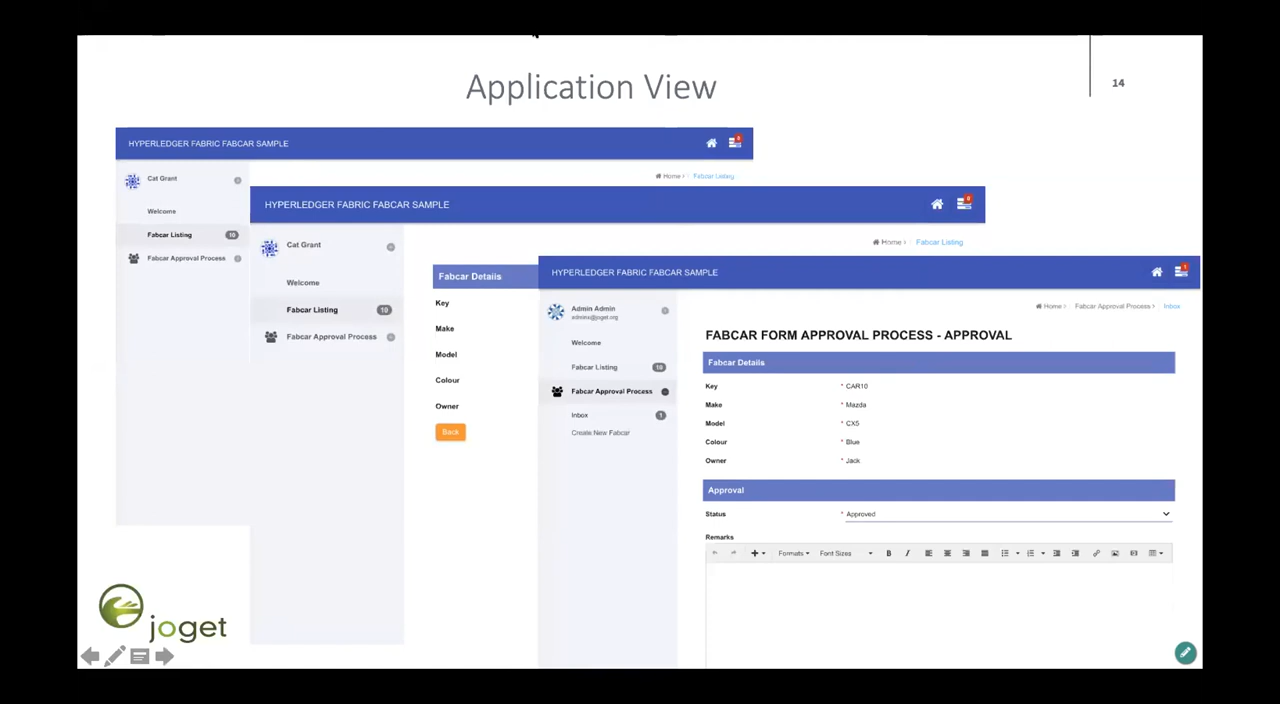 Application View
14
HYPERLEDGER FABRIC FABCAR SAMPLE
Cat Grant
Home › Fabcar Listing
Welcome
Fabcar Listing 10
Fabcar Approval Process
HYPERLEDGER FABRIC FABCAR SAMPLE
Cat Grant
Home › Fabcar Listing
Welcome
Fabcar Listing 10
Fabcar Approval Process
Fabcar Details
Key
Make
Model
Colour
Owner
Back
HYPERLEDGER FABRIC FABCAR SAMPLE
1
Admin Admin
admins@joget.org
Welcome
Fabcar Listing 10
Fabcar Approval Process
Inbox 1
Create New Fabcar
Home › Fabcar Approval Process › Inbox
FABCAR FORM APPROVAL PROCESS - APPROVAL
Fabcar Details
Key * CAR10
Make * Mazda
Model * CX5
Colour * Blue
Owner * Jack
Approval
Status * Approved
Remarks
Formats Font Sizes B I
joget